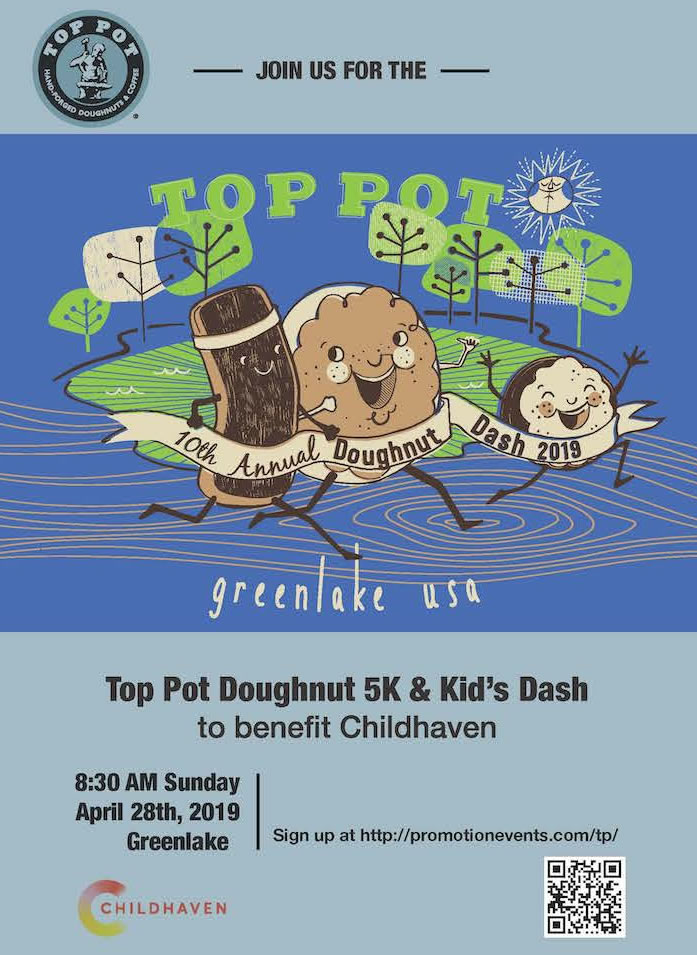 TOP POT
HAND-FORGED DOUGHNUTS & COFFEE
®
JOIN US FOR THE
TOP POT
10th Annual Doughnut Dash 2019
greenlake usa
Top Pot Doughnut 5K & Kid's Dash
to benefit Childhaven
8:30 AM Sunday
April 28th, 2019
Greenlake
Sign up at http://promotionevents.com/tp/
CHILDHAVEN